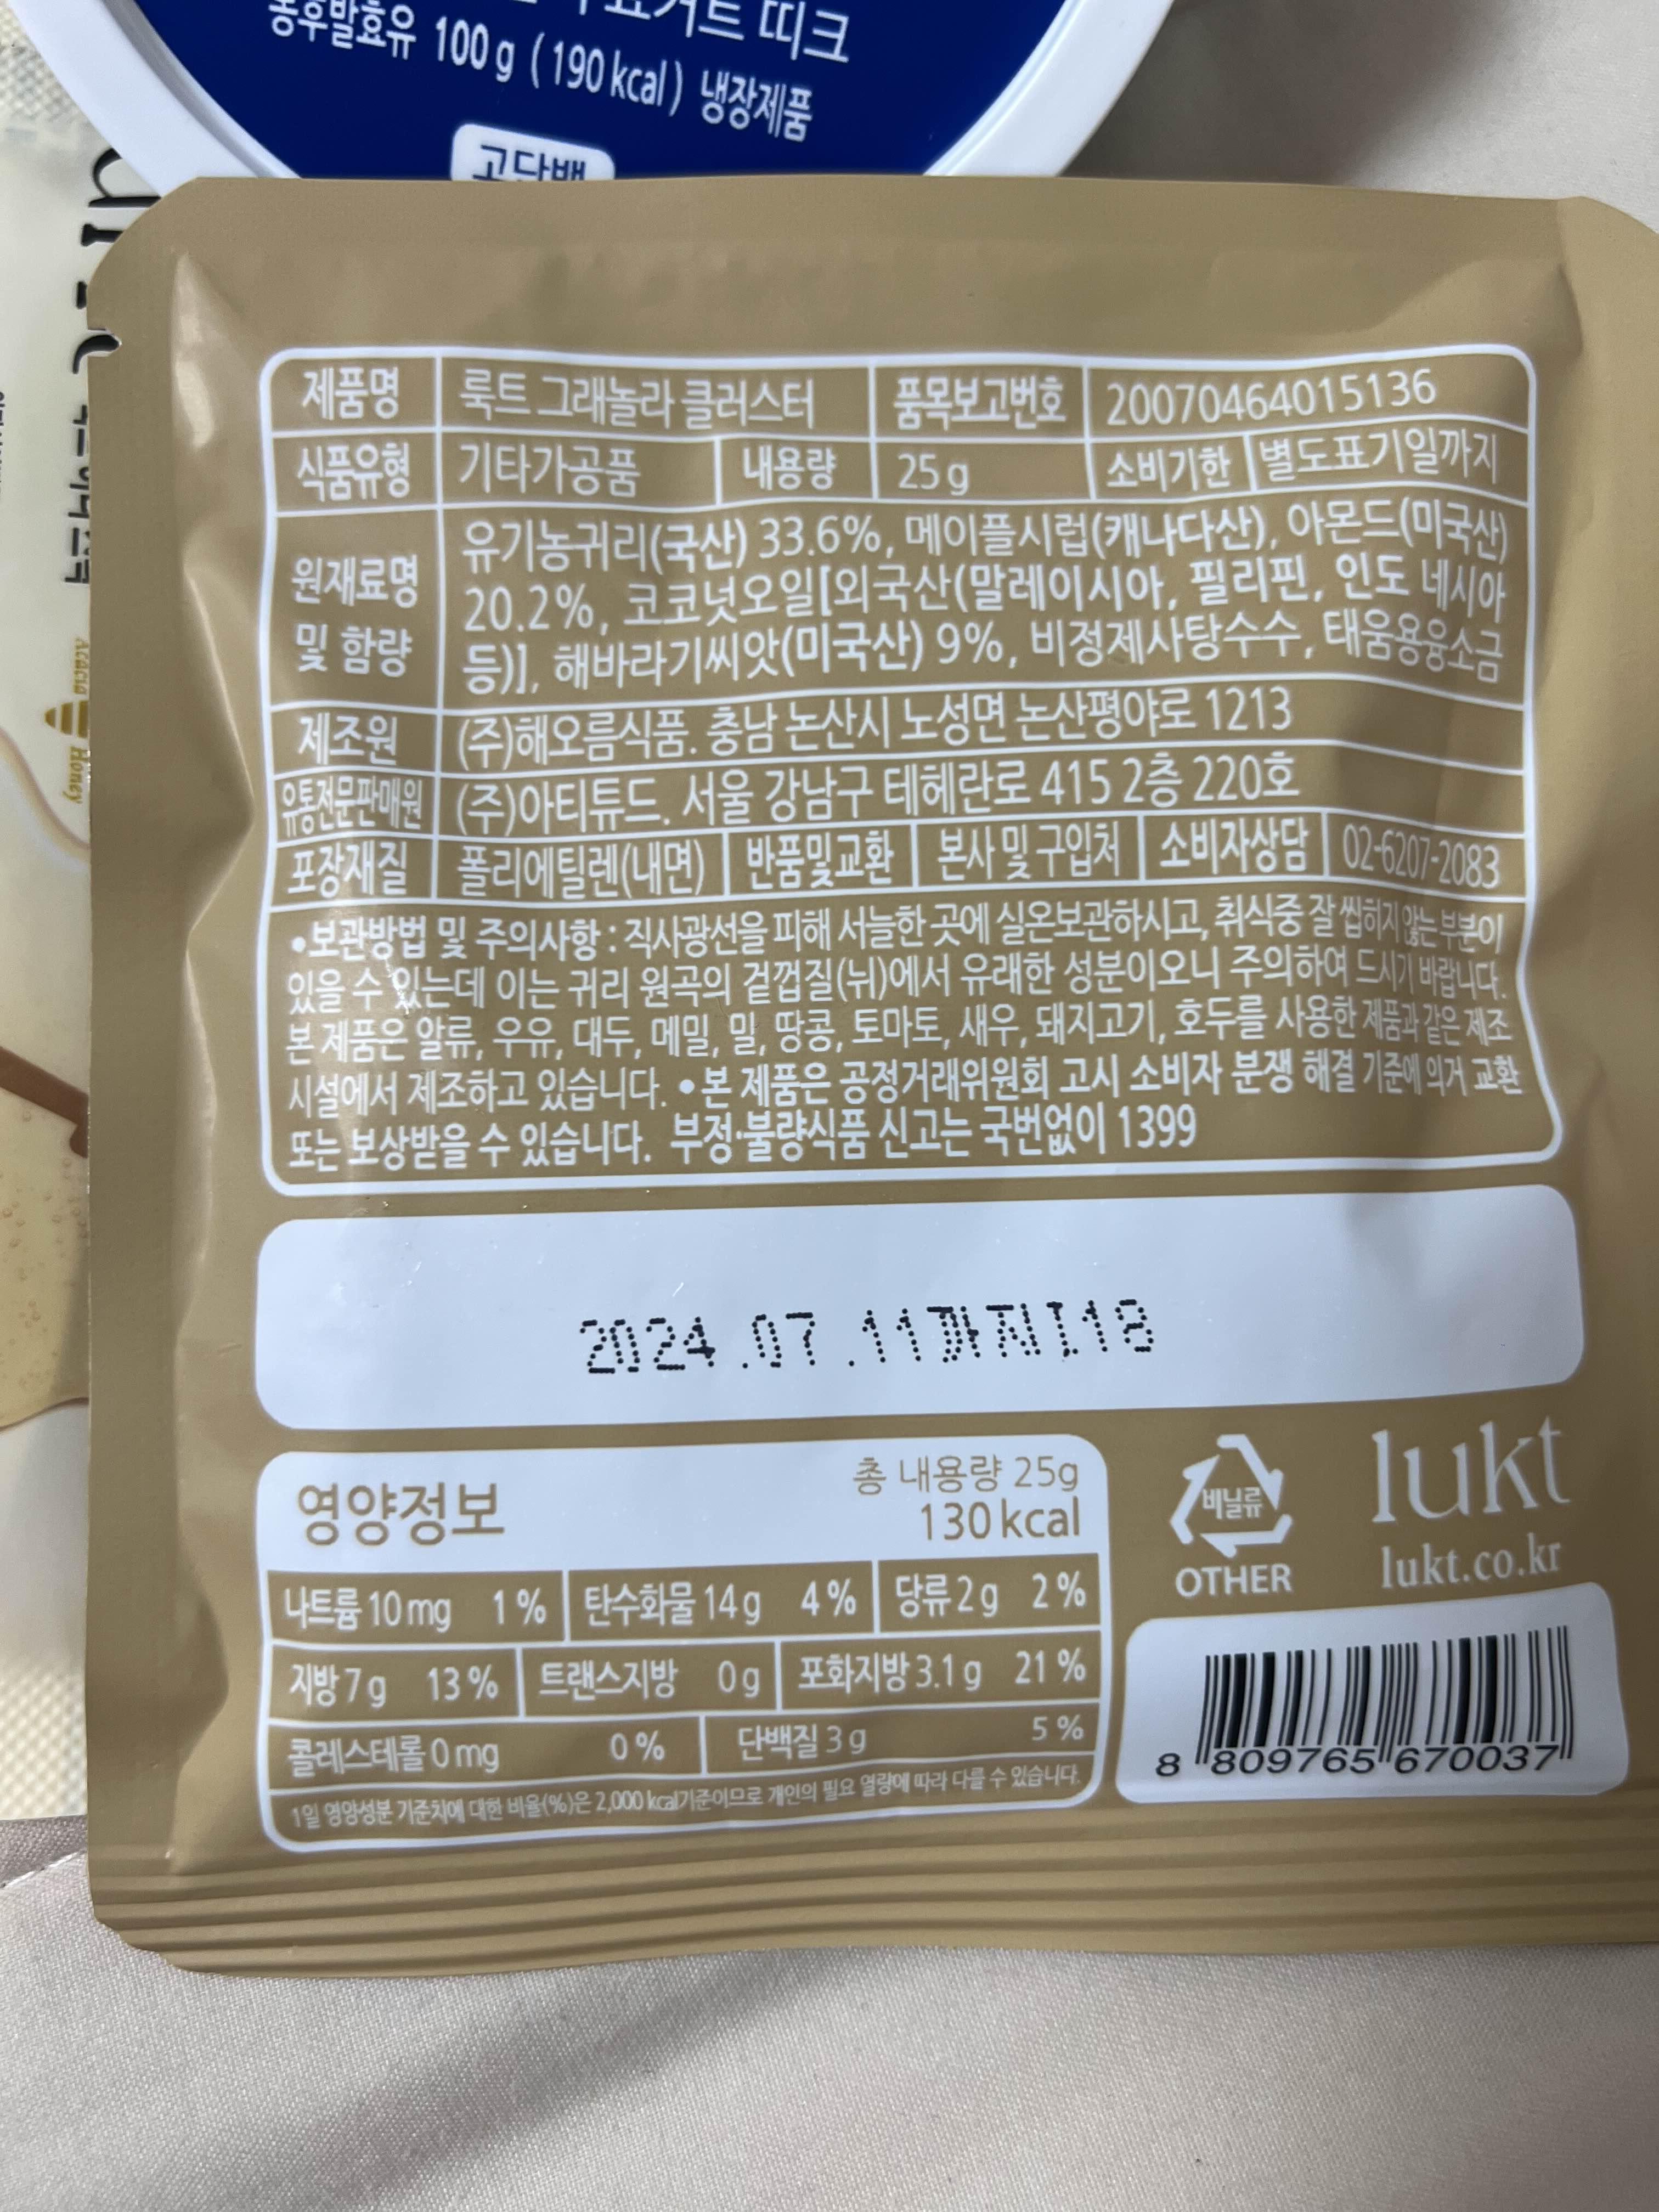 띠크
농후발효유 100 g ( 190 kcal ) 냉장제품
고단백
Acacia Honey
제품명 룩트 그래놀라 클러스터 품목보고번호 20070464015136
식품유형 기타가공품 내용량 25 g 소비기한 별도표기일까지
원재료명 및 함량
유기농귀리(국산) 33.6%, 메이플시럽(캐나다산), 아몬드(미국산)
20.2%, 코코넛오일[외국산(말레이시아, 필리핀, 인도 네시아
등)], 해바라기씨앗(미국산) 9%, 비정제사탕수수, 태움용융소금
제조원 (주)해오름식품. 충남 논산시 노성면 논산평야로 1213
유통전문판매원 (주)아티튜드. 서울 강남구 테헤란로 415 2층 220호
포장재질 폴리에틸렌(내면) 반품및교환 본사 및 구입처 소비자상담 02-6207-2083
•보관방법 및 주의사항 : 직사광선을 피해 서늘한 곳에 실온보관하시고, 취식중 잘 씹히지 않는 부분이
있을 수 있는데 이는 귀리 원곡의 겉껍질(뉘)에서 유래한 성분이오니 주의하여 드시기 바랍니다.
본 제품은 알류, 우유, 대두, 메밀, 밀, 땅콩, 토마토, 새우, 돼지고기, 호두를 사용한 제품과 같은 제조
시설에서 제조하고 있습니다. •본 제품은 공정거래위원회 고시 소비자 분쟁 해결 기준에 의거 교환
또는 보상받을 수 있습니다. 부정·불량식품 신고는 국번없이 1399
2024.07.11까지I18
영양정보
총 내용량 25g
130 kcal
나트륨 10 mg 1 % 탄수화물 14 g 4 % 당류 2 g 2 %
지방 7 g 13 % 트랜스지방 0 g 포화지방 3.1 g 21 %
콜레스테롤 0 mg 0 % 단백질 3 g 5 %
1일 영양성분 기준치에 대한 비율(%)은 2,000 kcal기준이므로 개인의 필요 열량에 따라 다를 수 있습니다.
비닐류
OTHER
lukt
lukt.co.kr
8 809765 670037